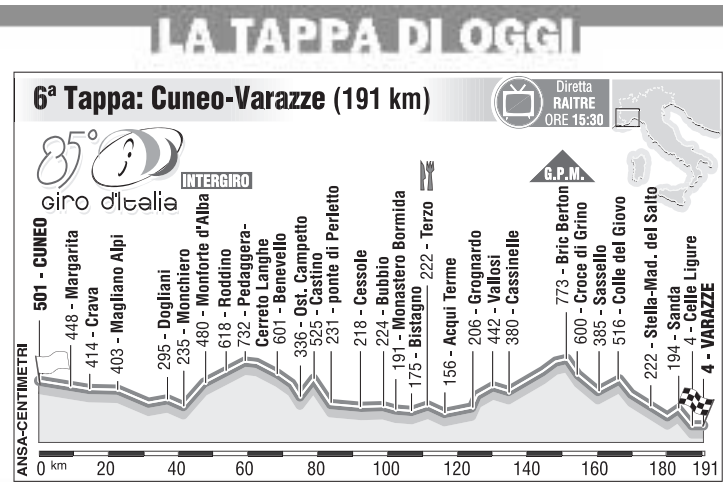 LA TAPPA DI OGGI
6ª Tappa: Cuneo-Varazze (191 km)
Diretta
RAITRE
ORE 15:30
85°
Giro d'Italia
INTERGIRO
G.P.M.
501 - CUNEO
448 - Margarita
414 - Crava
403 - Magliano Alpi
295 - Dogliani
235 - Monchiero
480 - Monforte d'Alba
618 - Roddino
732 - Pedaggera-
Cerreto Langhe
601 - Benevello
336 - Ost. Campetto
525 - Castino
231 - ponte di Perletto
218 - Cessole
224 - Bubbio
191 - Monastero Bormida
175 - Bistagno
222 - Terzo
156 - Acqui Terme
206 - Grognardo
442 - Vallosi
380 - Cassinelle
773 - Bric Berton
600 - Croce di Grino
385 - Sassello
516 - Colle del Giovo
222 - Stella-Mad. del Salto
194 - Sanda
4 - Celle Ligure
4 - VARAZZE
ANSA-CENTIMETRI
0 km 20 40 60 80 100 120 140 160 180 191